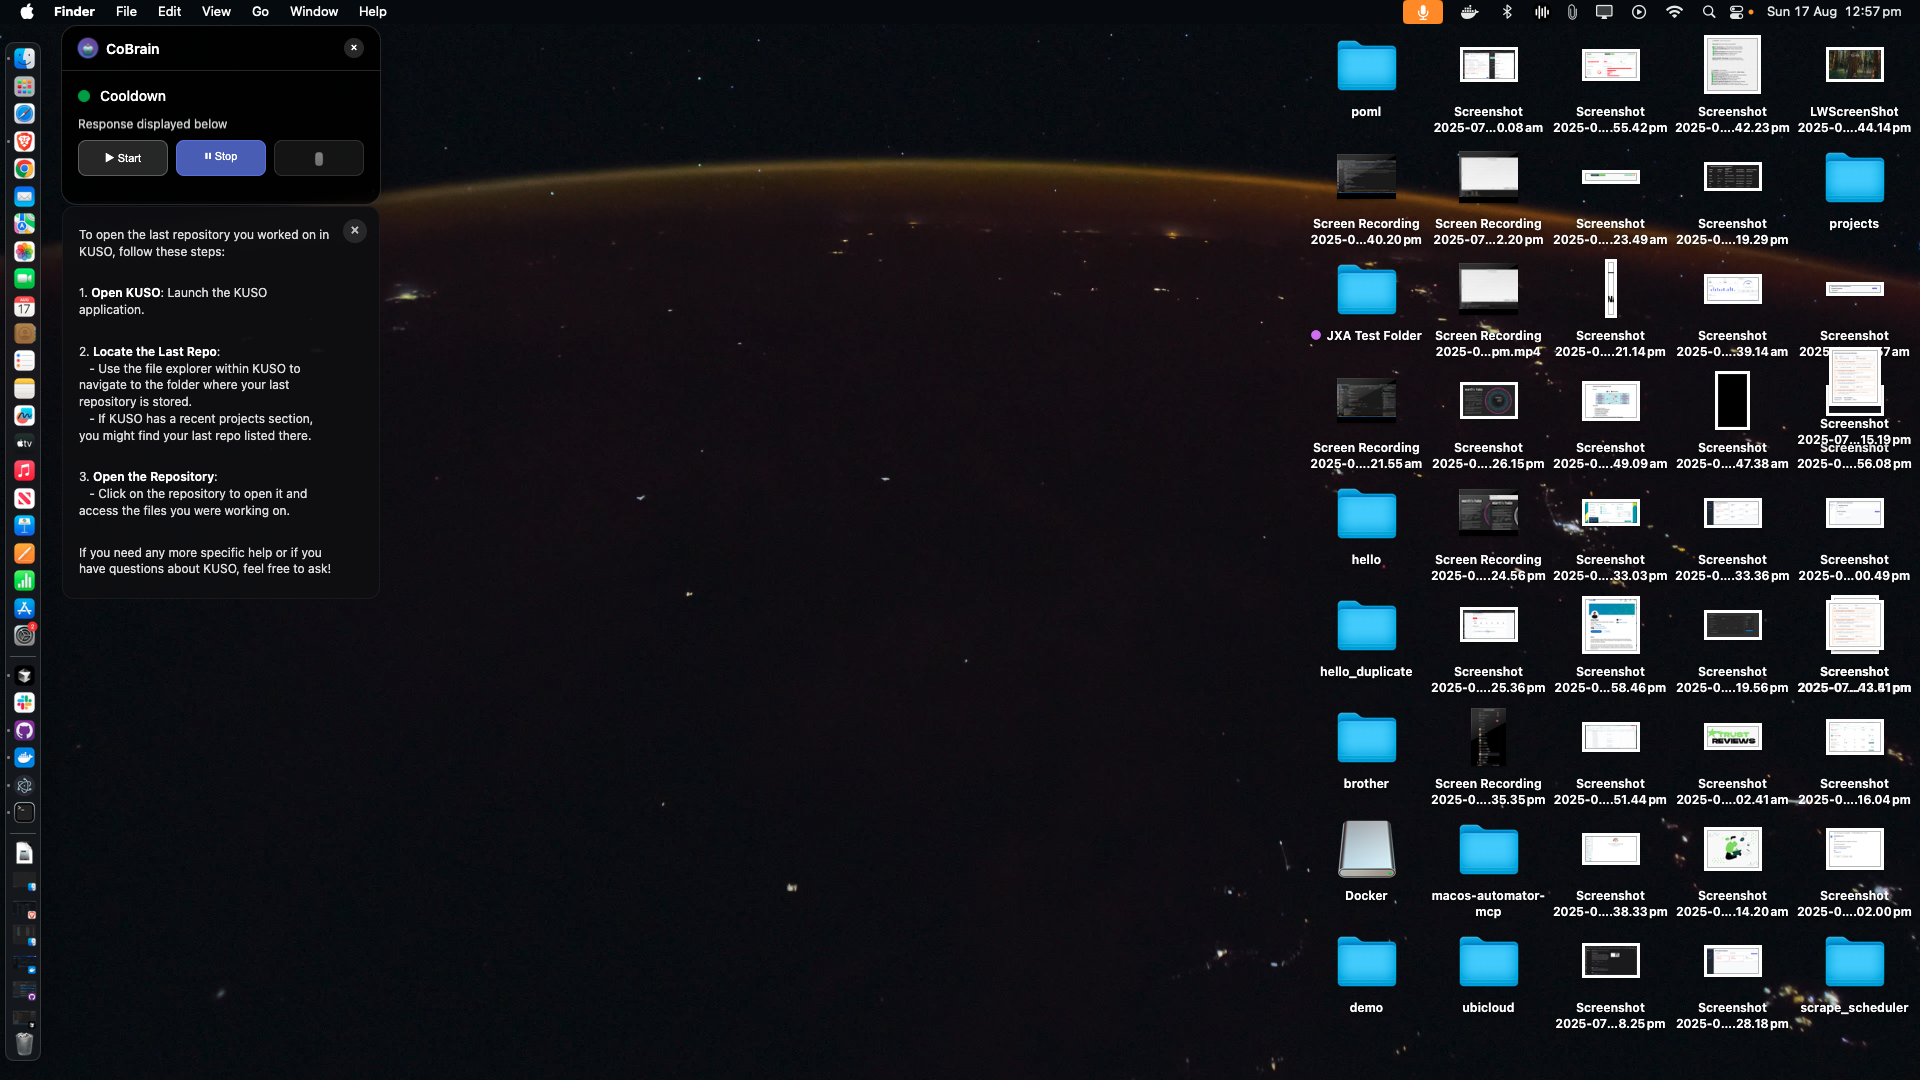 Finder File Edit View Go Window Help
Sun 17 Aug 12:57 pm
CoBrain
Cooldown
Response displayed below
Start
Stop
To open the last repository you worked on in
KUSO, follow these steps:
1. Open KUSO: Launch the KUSO
application.
2. Locate the Last Repo:
- Use the file explorer within KUSO to
navigate to the folder where your last
repository is stored.
- If KUSO has a recent projects section,
you might find your last repo listed there.
3. Open the Repository:
- Click on the repository to open it and
access the files you were working on.
If you need any more specific help or if you
have questions about KUSO, feel free to ask!
17
tv
2
poml
Screenshot
2025-07...0.08 am
Screenshot
2025-0....55.42 pm
Screenshot
2025-0....42.23 pm
LWScreenShot
2025-0....44.14 pm
Screen Recording
2025-0...40.20 pm
Screen Recording
2025-07...2.20 pm
Screenshot
2025-0....23.49 am
Screenshot
2025-0....19.29 pm
projects
JXA Test Folder
Screen Recording
2025-0...pm.mp4
Screenshot
2025-0....21.14 pm
Screenshot
2025-0....39.14 am
Screenshot
Screen Recording
2025-0....21.55 am
Screenshot
2025-0....26.15 pm
Screenshot
2025-0....49.09 am
Screenshot
2025-0....47.38 am
Screenshot
2025-07...15.19 pm
Screenshot
2025-0....56.08 pm
hello
Screen Recording
2025-0....24.56 pm
Screenshot
2025-0....33.03 pm
Screenshot
2025-0....33.36 pm
Screenshot
2025-0...00.49 pm
hello_duplicate
Screenshot
2025-0....25.36 pm
Screenshot
2025-0...58.46 pm
Screenshot
2025-0....19.56 pm
Screenshot
brother
Screen Recording
2025-0....35.35 pm
Screenshot
2025-0....51.44 pm
TRUST
REVIEWS
Screenshot
2025-0....02.41 am
Screenshot
2025-0....16.04 pm
Docker
macos-automator-
mcp
Screenshot
2025-0....38.33 pm
Screenshot
2025-0....14.20 am
Screenshot
2025-0....02.00 pm
demo
ubicloud
Screenshot
2025-07...8.25 pm
Screenshot
2025-0....28.18 pm
scrape_scheduler